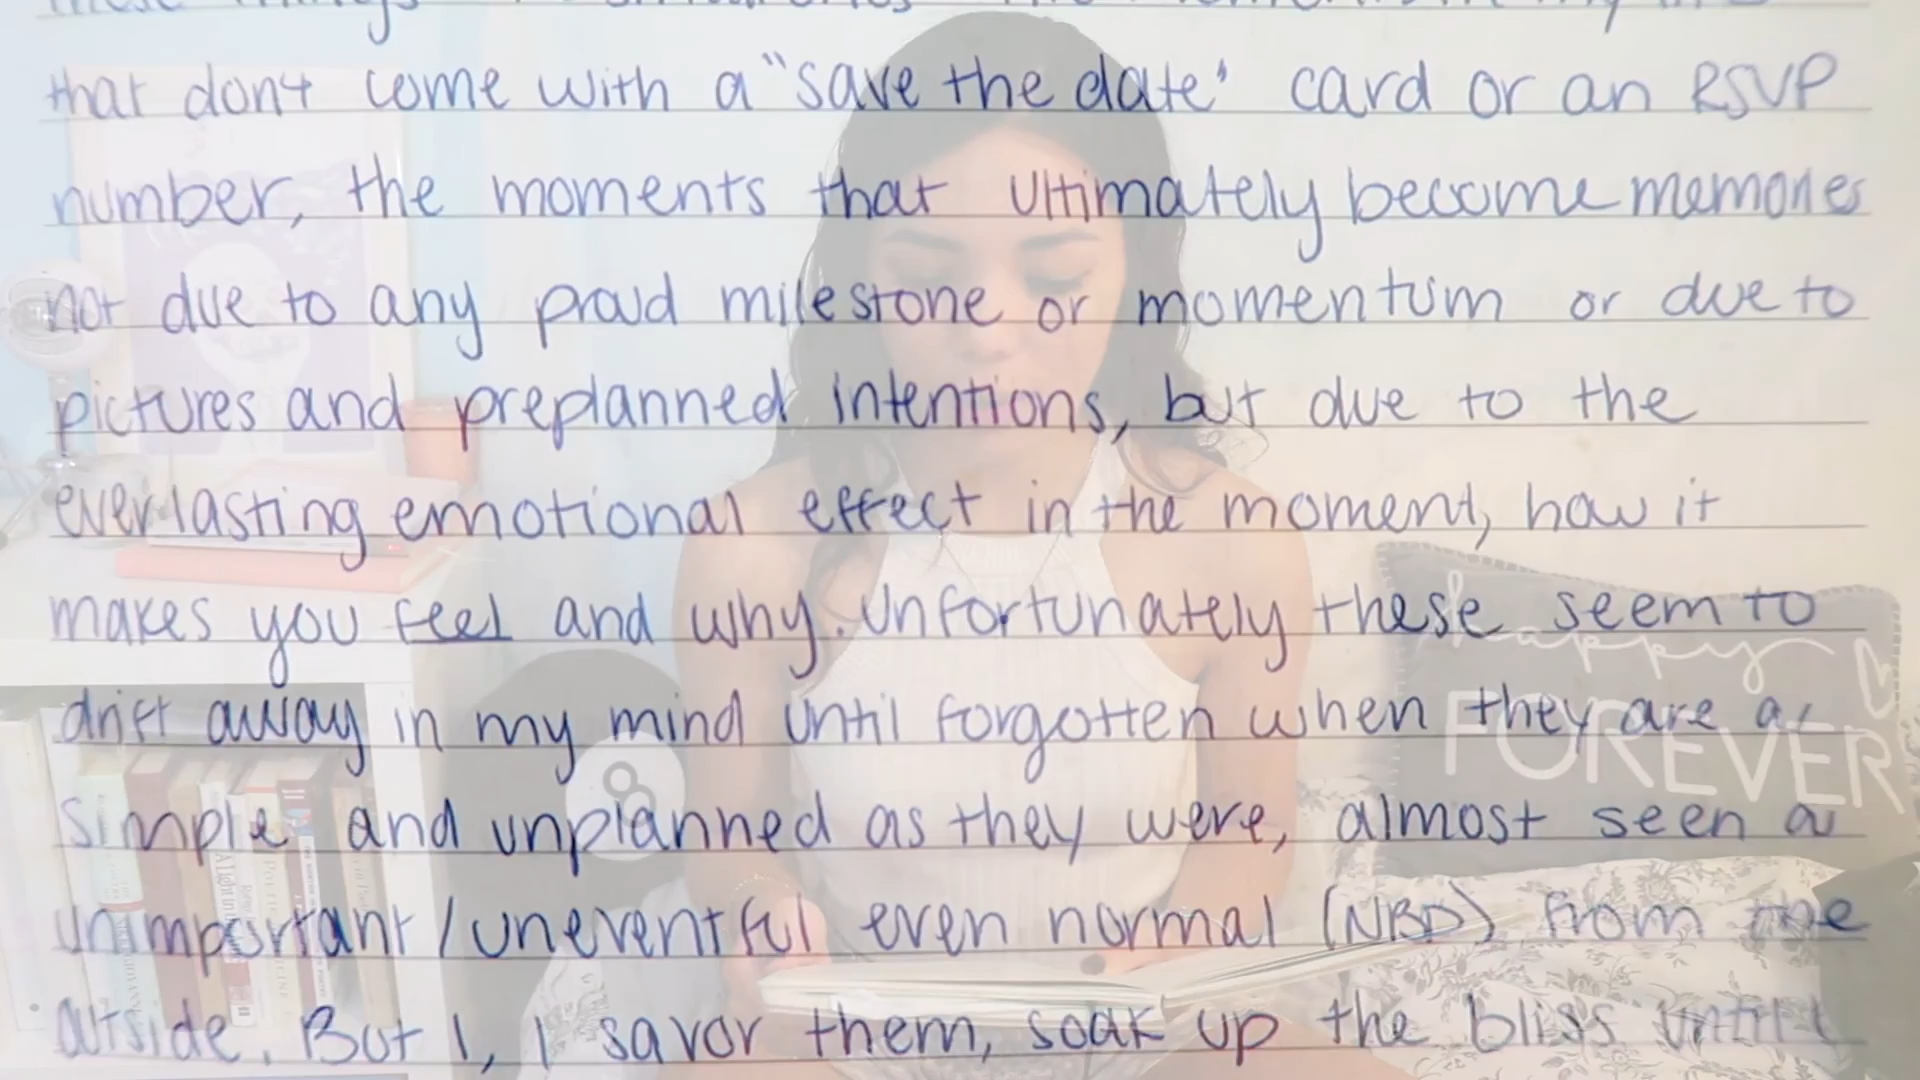 that don't come with a "save the date" card or an RSVP
number, the moments that ultimately become memories
not due to any proud milestone or momentum or due to
pictures and preplanned intentions, but due to the
everlasting emotional effect in the moment, how it
makes you feel and why. Unfortunately these seem to
drift away in my mind until forgotten when they are as
simple and unplanned as they were, almost seen as
unimportant/uneventful even normal (NBD) from the
outside. But I, I savor them, soak up the bliss until I
happy
FOREVER
8